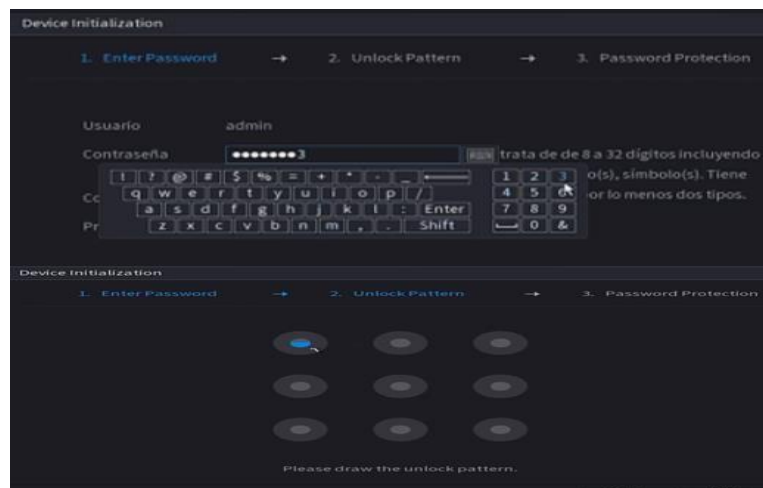 Device Initialization
1. Enter Password → 2. Unlock Pattern → 3. Password Protection
Usuario admin
Contraseña •••••••3 trata de de 8 a 32 dígitos incluyendo
! ? @ # $ % = + * - _ 1 2 3 o(s), símbolo(s). Tiene
q w e r t y u i o p / 4 5 6 or lo menos dos tipos.
a s d f g h j k l : Enter 7 8 9
Pr z x c v b n m , . Shift 0 &
Device Initialization
1. Enter Password → 2. Unlock Pattern → 3. Password Protection
Please draw the unlock pattern.